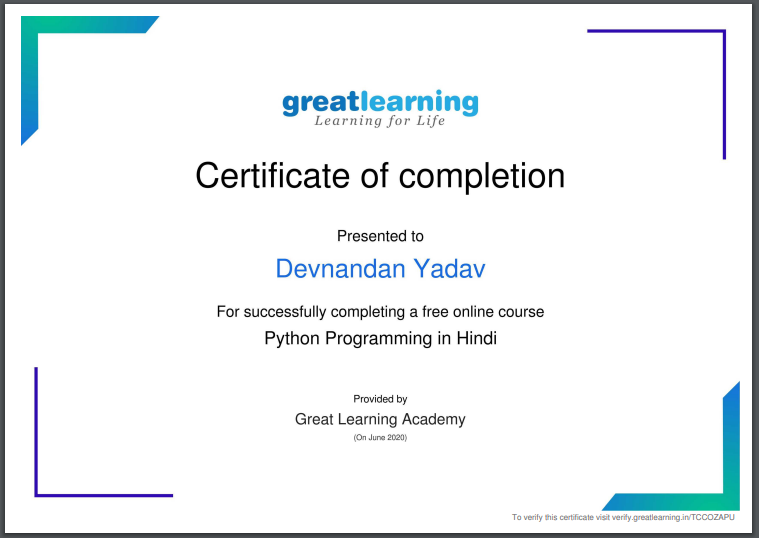 greatlearning
Learning for Life
Certificate of completion
Presented to
Devnandan Yadav
For successfully completing a free online course
Python Programming in Hindi
Provided by
Great Learning Academy
(On June 2020)
To verify this certificate visit verify.greatlearning.in/TCCOZAPU